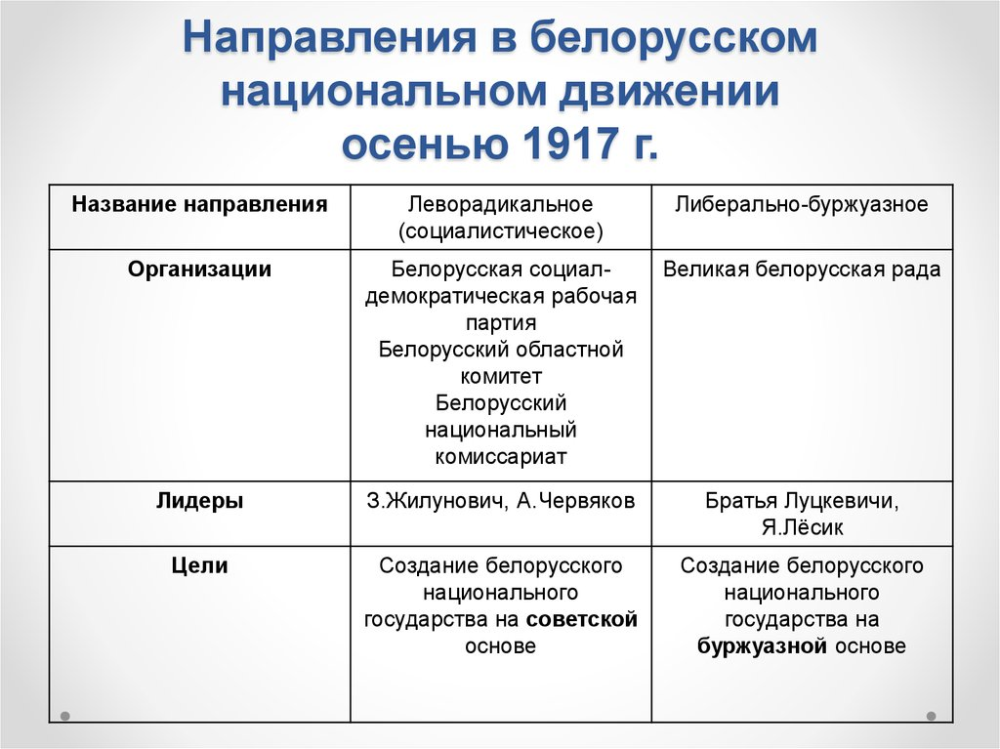 Направления в белорусском
национальном движении
осенью 1917 г.
Название направления
Леворадикальное
(социалистическое)
Либерально-буржуазное
Организации
Белорусская социал-
демократическая рабочая
партия
Белорусский областной
комитет
Белорусский
национальный
комиссариат
Великая белорусская рада
Лидеры
З.Жилунович, А.Червяков
Братья Луцкевичи,
Я.Лёсик
Цели
Создание белорусского
национального
государства на советской
основе
Создание белорусского
национального
государства на
буржуазной основе